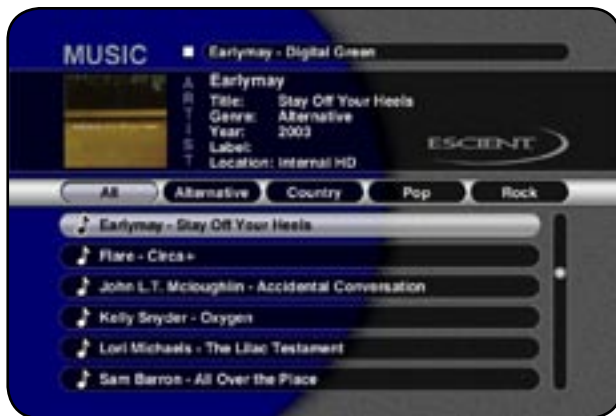 MUSIC
Earlymay - Digital Green
ARTIST
Earlymay
Title: Stay Off Your Heels
Genre: Alternative
Year: 2003
Label:
Location: Internal HD
ESCIENT
All Alternative Country Pop Rock
Earlymay - Stay Off Your Heels
Flare - Circa+
John L.T. Mcloughlin - Accidental Conversation
Kelly Snyder - Oxygen
Lori Michaels - The Lilac Testament
Sam Barron - All Over the Place